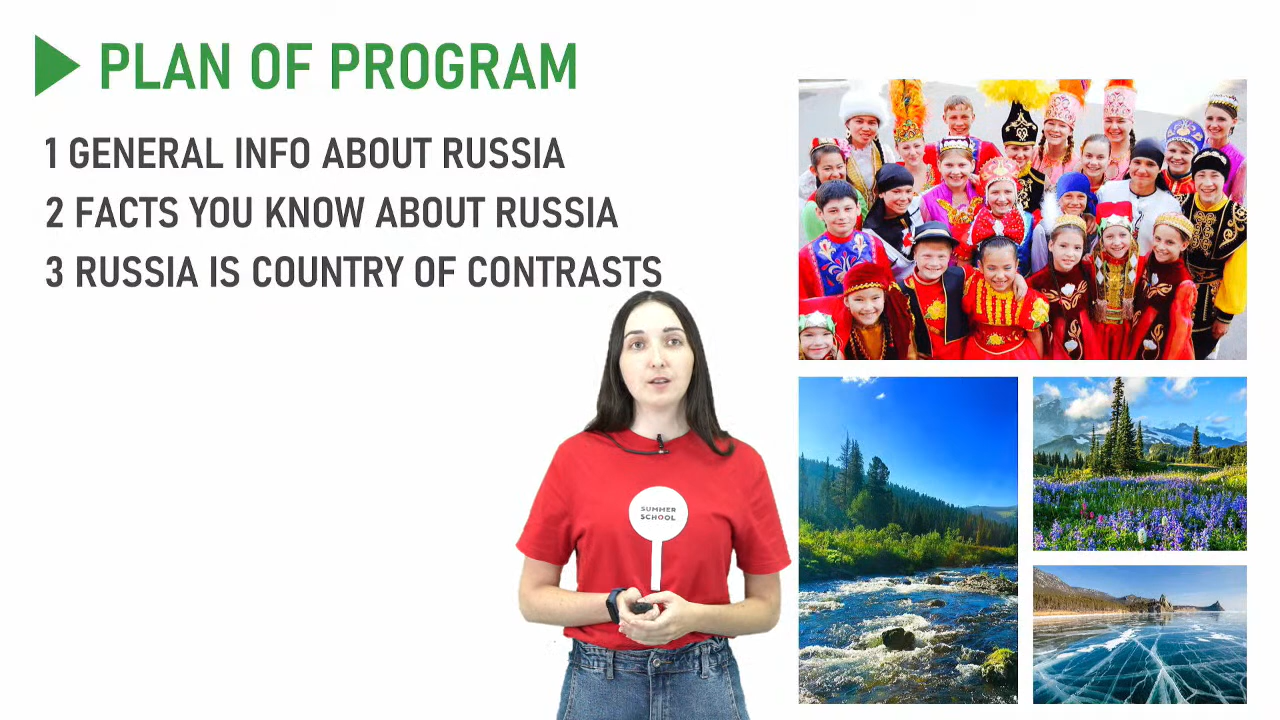 PLAN OF PROGRAM
1 GENERAL INFO ABOUT RUSSIA
2 FACTS YOU KNOW ABOUT RUSSIA
3 RUSSIA IS COUNTRY OF CONTRASTS
SUMMER
SCHOOL